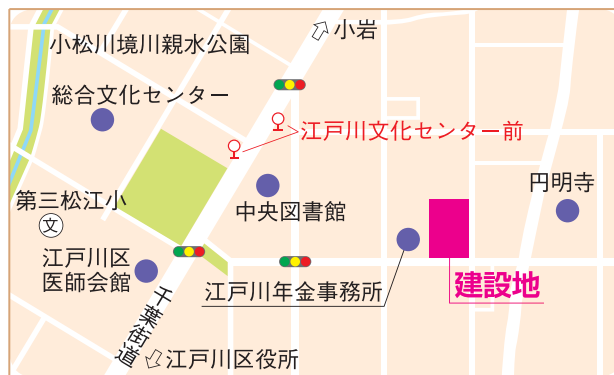 小岩
小松川境川親水公園
総合文化センター
江戸川文化センター前
円明寺
第三松江小
文
中央図書館
江戸川区
医師会館
江戸川年金事務所
建設地
千葉街道
江戸川区役所